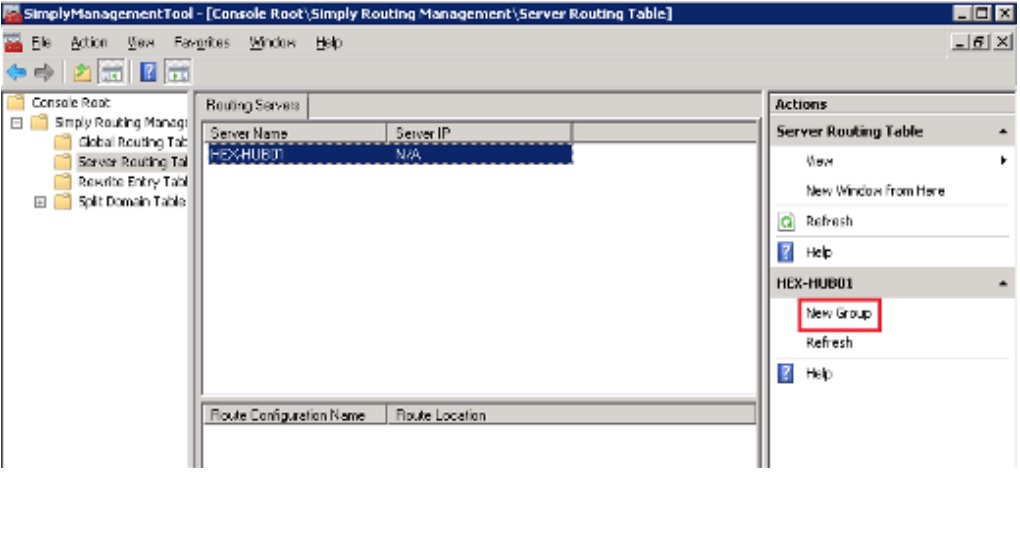 SimplyManagementTool - [Console Root\Simply Routing Management\Server Routing Table]
File Action View Favorites Window Help
Console Root
Simply Routing Manag
Global Routing Tab
Server Routing Tal
Rewrite Entry Tabl
Split Domain Table
Routing Servers
Server Name Server IP
HEX-HUB01 N/A
Route Configuration Name Route Location
Actions
Server Routing Table
View
New Window from Here
Refresh
Help
HEX-HUB01
New Group
Refresh
Help